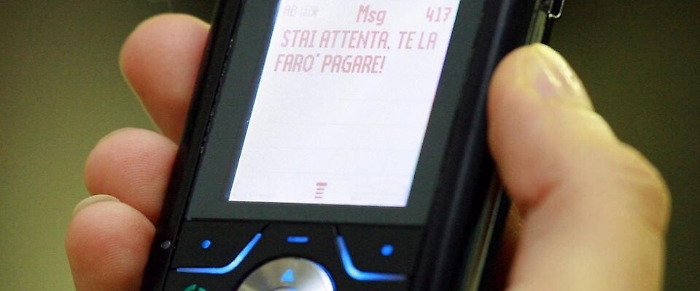 Msg 417
STAI ATTENTA, TE LA
FARO' PAGARE!